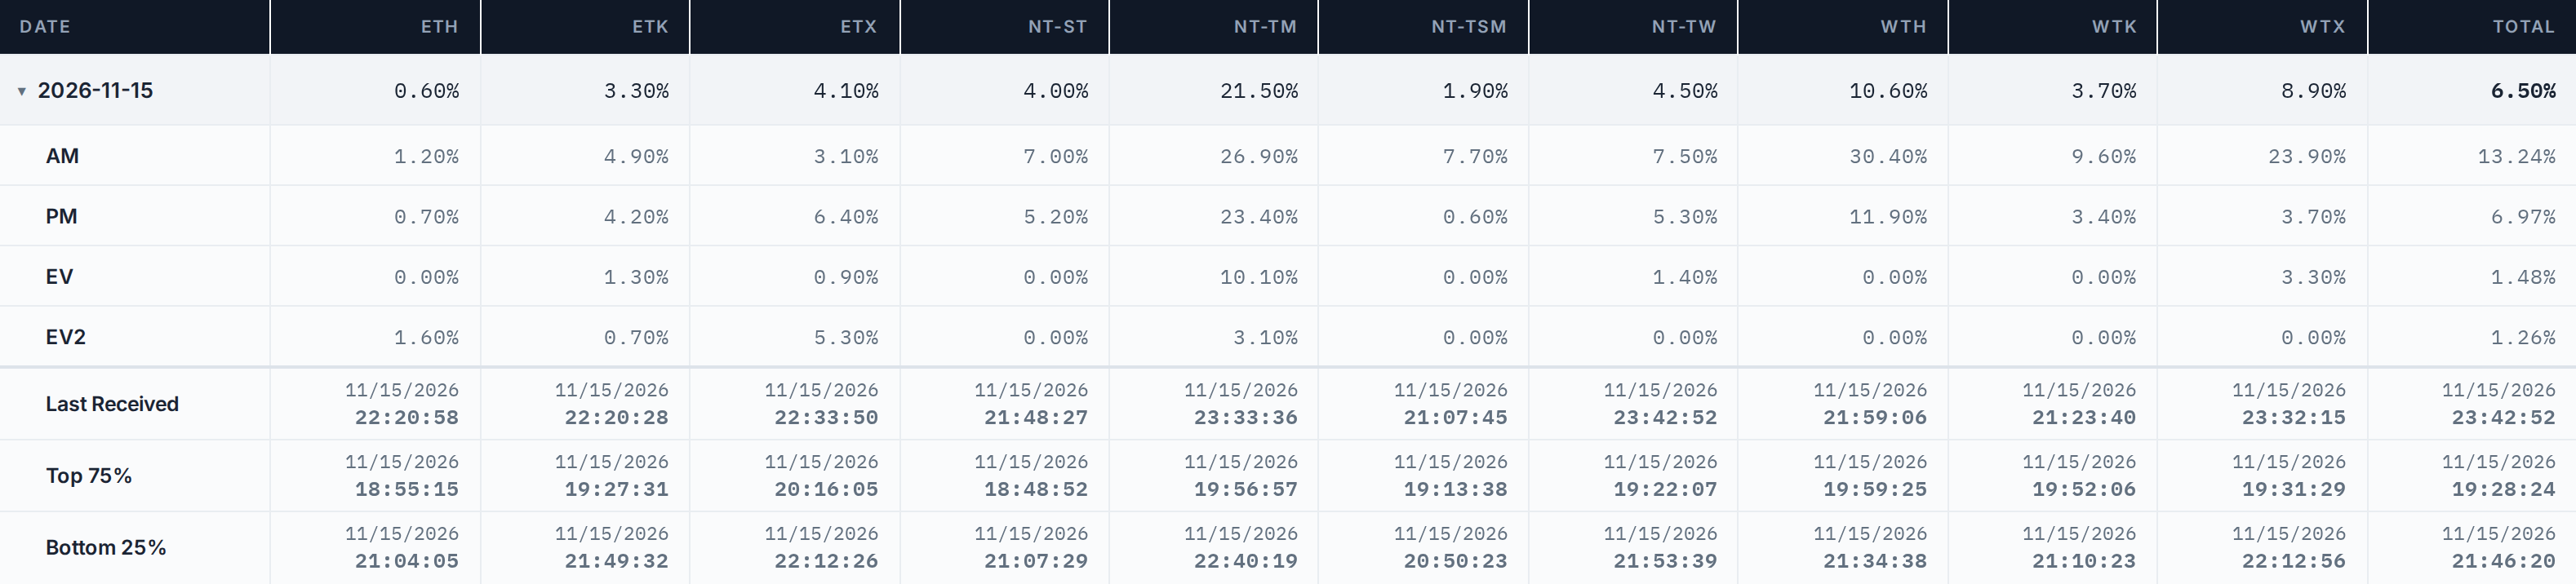 DATE ETH ETK ETX NT-ST NT-TM NT-TSM NT-TW WTH WTK WTX TOTAL
▼ 2026-11-15 0.60% 3.30% 4.10% 4.00% 21.50% 1.90% 4.50% 10.60% 3.70% 8.90% 6.50%
AM 1.20% 4.90% 3.10% 7.00% 26.90% 7.70% 7.50% 30.40% 9.60% 23.90% 13.24%
PM 0.70% 4.20% 6.40% 5.20% 23.40% 0.60% 5.30% 11.90% 3.40% 3.70% 6.97%
EV 0.00% 1.30% 0.90% 0.00% 10.10% 0.00% 1.40% 0.00% 0.00% 3.30% 1.48%
EV2 1.60% 0.70% 5.30% 0.00% 3.10% 0.00% 0.00% 0.00% 0.00% 0.00% 1.26%
11/15/2026 11/15/2026 11/15/2026 11/15/2026 11/15/2026 11/15/2026 11/15/2026 11/15/2026 11/15/2026 11/15/2026 11/15/2026
Last Received
22:20:58 22:20:28 22:33:50 21:48:27 23:33:36 21:07:45 23:42:52 21:59:06 21:23:40 23:32:15 23:42:52
11/15/2026 11/15/2026 11/15/2026 11/15/2026 11/15/2026 11/15/2026 11/15/2026 11/15/2026 11/15/2026 11/15/2026 11/15/2026
Top 75%
18:55:15 19:27:31 20:16:05 18:48:52 19:56:57 19:13:38 19:22:07 19:59:25 19:52:06 19:31:29 19:28:24
11/15/2026 11/15/2026 11/15/2026 11/15/2026 11/15/2026 11/15/2026 11/15/2026 11/15/2026 11/15/2026 11/15/2026 11/15/2026
Bottom 25%
21:04:05 21:49:32 22:12:26 21:07:29 22:40:19 20:50:23 21:53:39 21:34:38 21:10:23 22:12:56 21:46:20